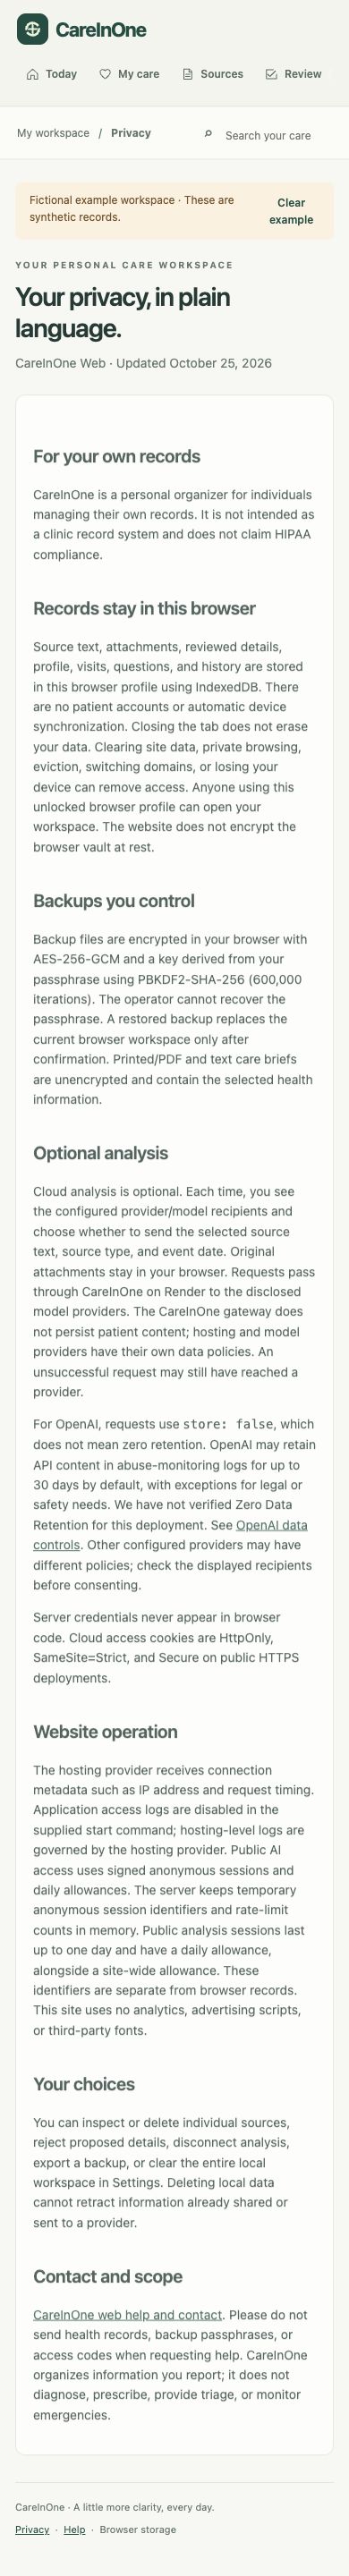 CareInOne
Today My care Sources Review
My workspace / Privacy Search your care
Fictional example workspace · These are
synthetic records.
Clear
example
YOUR PERSONAL CARE WORKSPACE
Your privacy, in plain
language.
CareInOne Web · Updated October 25, 2026
For your own records
CareInOne is a personal organizer for individuals
managing their own records. It is not intended as
a clinic record system and does not claim HIPAA
compliance.
Records stay in this browser
Source text, attachments, reviewed details,
profile, visits, questions, and history are stored
in this browser profile using IndexedDB. There
are no patient accounts or automatic device
synchronization. Closing the tab does not erase
your data. Clearing site data, private browsing,
eviction, switching domains, or losing your
device can remove access. Anyone using this
unlocked browser profile can open your
workspace. The website does not encrypt the
browser vault at rest.
Backups you control
Backup files are encrypted in your browser with
AES-256-GCM and a key derived from your
passphrase using PBKDF2-SHA-256 (600,000
iterations). The operator cannot recover the
passphrase. A restored backup replaces the
current browser workspace only after
confirmation. Printed/PDF and text care briefs
are unencrypted and contain the selected health
information.
Optional analysis
Cloud analysis is optional. Each time, you see
the configured provider/model recipients and
choose whether to send the selected source
text, source type, and event date. Original
attachments stay in your browser. Requests pass
through CareInOne on Render to the disclosed
model providers. The CareInOne gateway does
not persist patient content; hosting and model
providers have their own data policies. An
unsuccessful request may still have reached a
provider.
For OpenAI, requests use store: false, which
does not mean zero retention. OpenAI may retain
API content in abuse-monitoring logs for up to
30 days by default, with exceptions for legal or
safety needs. We have not verified Zero Data
Retention for this deployment. See OpenAI data
controls. Other configured providers may have
different policies; check the displayed recipients
before consenting.
Server credentials never appear in browser
code. Cloud access cookies are HttpOnly,
SameSite=Strict, and Secure on public HTTPS
deployments.
Website operation
The hosting provider receives connection
metadata such as IP address and request timing.
Application access logs are disabled in the
supplied start command; hosting-level logs are
governed by the hosting provider. Public AI
access uses signed anonymous sessions and
daily allowances. The server keeps temporary
anonymous session identifiers and rate-limit
counts in memory. Public analysis sessions last
up to one day and have a daily allowance,
alongside a site-wide allowance. These
identifiers are separate from browser records.
This site uses no analytics, advertising scripts,
or third-party fonts.
Your choices
You can inspect or delete individual sources,
reject proposed details, disconnect analysis,
export a backup, or clear the entire local
workspace in Settings. Deleting local data
cannot retract information already shared or
sent to a provider.
Contact and scope
CareInOne web help and contact. Please do not
send health records, backup passphrases, or
access codes when requesting help. CareInOne
organizes information you report; it does not
diagnose, prescribe, provide triage, or monitor
emergencies.
CareInOne · A little more clarity, every day.
Privacy · Help · Browser storage